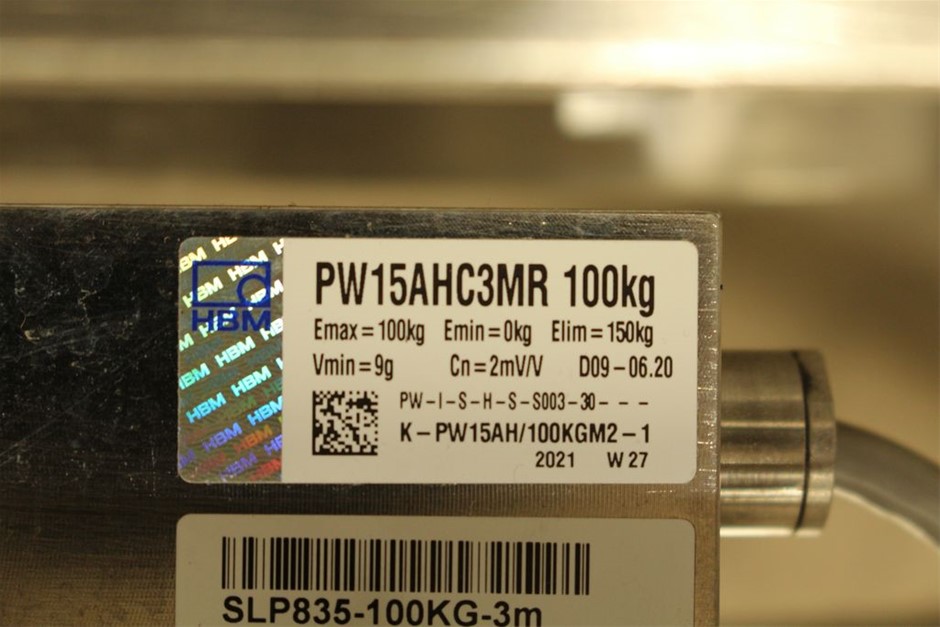 HBM
PW15AHC3MR 100kg
Emax=100kg Emin=0kg Elim=150kg
Vmin=9g Cn=2mV/V D09-06.20
PW-I-S-H-S-S003-30---
K-PW15AH/100KGM2-1
2021 W27
SLP835-100KG-3m